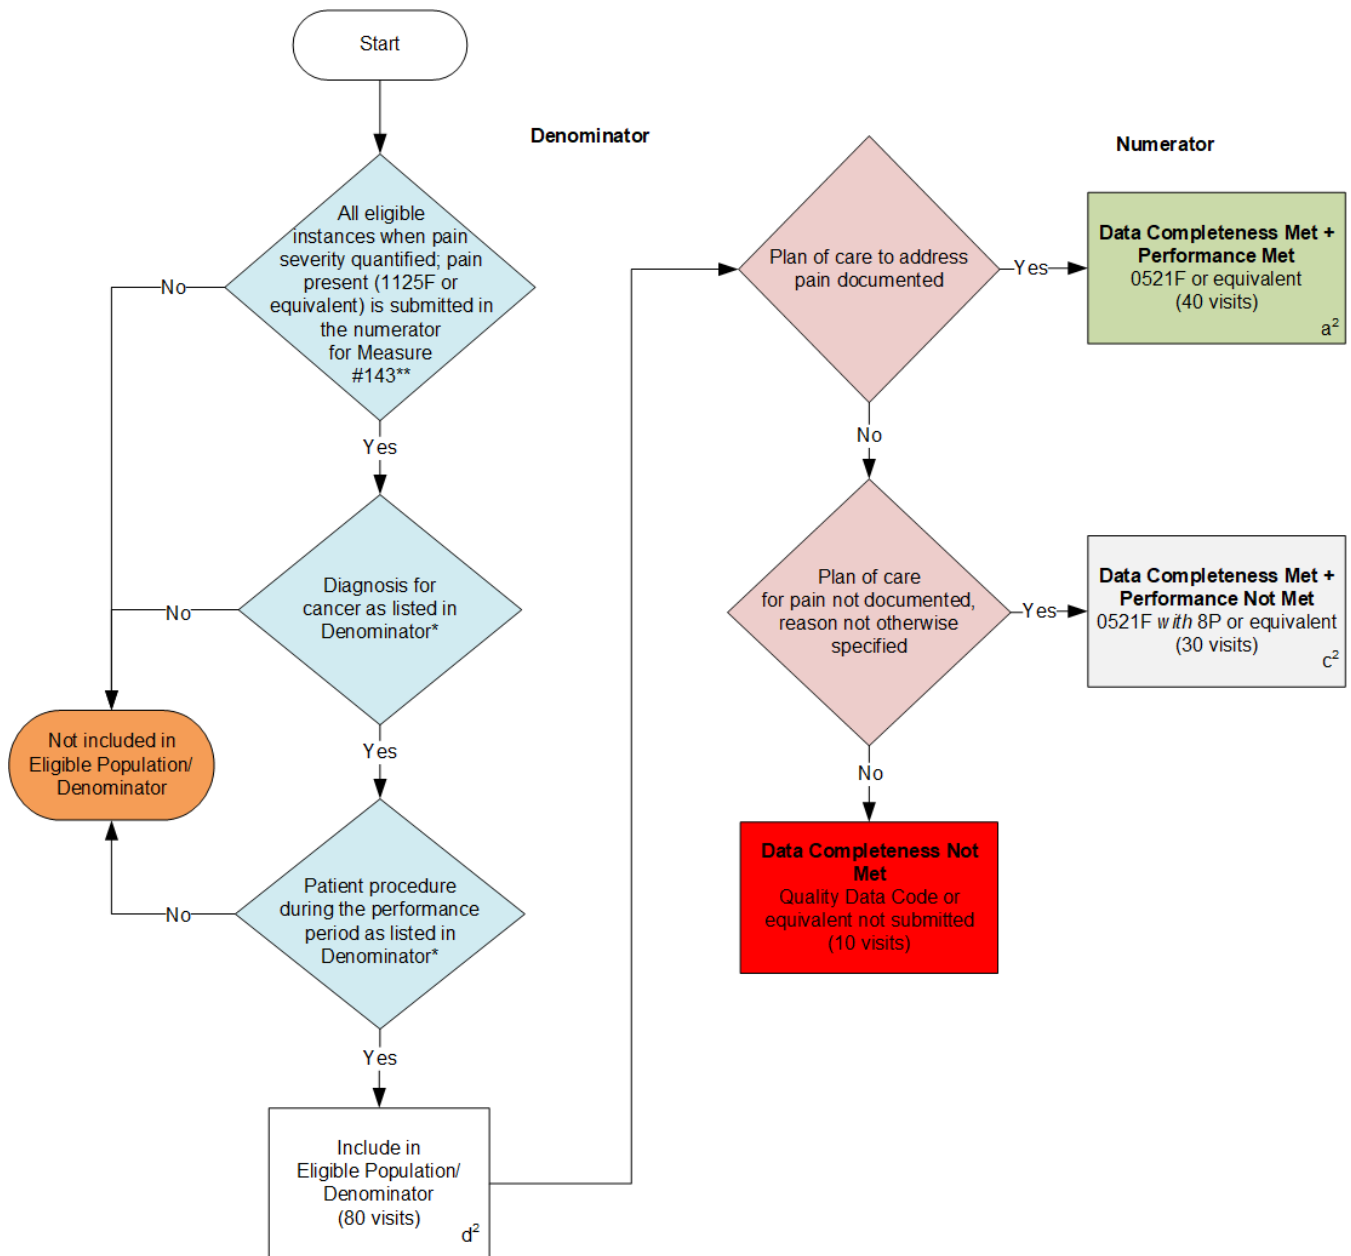 Start
Denominator
Numerator
All eligible
instances when pain
severity quantified; pain
present (1125F or
equivalent) is submitted in
the numerator
for Measure
#143**
No
Yes
Diagnosis for
cancer as listed in
Denominator*
No
Yes
Not included in
Eligible Population/
Denominator
Patient procedure
during the performance
period as listed in
Denominator*
No
Yes
Include in
Eligible Population/
Denominator
(80 visits)
d²
Plan of care to address
pain documented
Yes
Data Completeness Met +
Performance Met
0521F or equivalent
(40 visits)
a²
No
Plan of care
for pain not documented,
reason not otherwise
specified
Yes
Data Completeness Met +
Performance Not Met
0521F with 8P or equivalent
(30 visits)
c²
No
Data Completeness Not
Met
Quality Data Code or
equivalent not submitted
(10 visits)